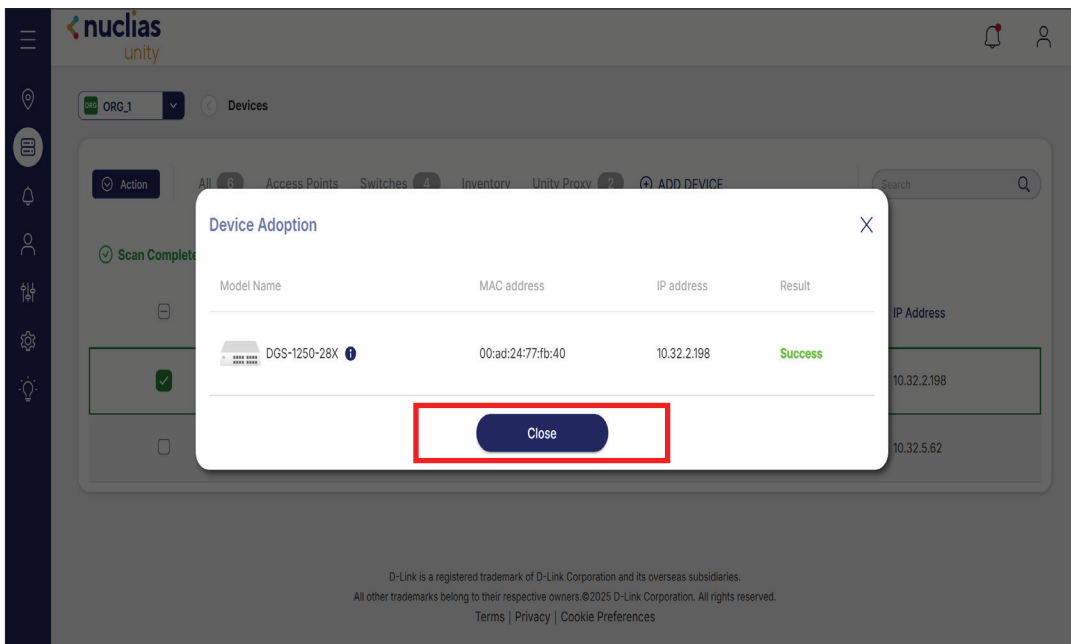 nuclias
unity
ORG ORG_1 Devices
Action All 6 Access Points Switches 4 Inventory Unity Proxy 2 ADD DEVICE Search
Device Adoption X
Scan Complete
Model Name MAC address IP address Result
IP Address
DGS-1250-28X 00:ad:24:77:fb:40 10.32.2.198 Success
10.32.2.198
Close
10.32.5.62
D-Link is a registered trademark of D-Link Corporation and its overseas subsidiaries.
All other trademarks belong to their respective owners.©2025 D-Link Corporation. All rights reserved.
Terms | Privacy | Cookie Preferences